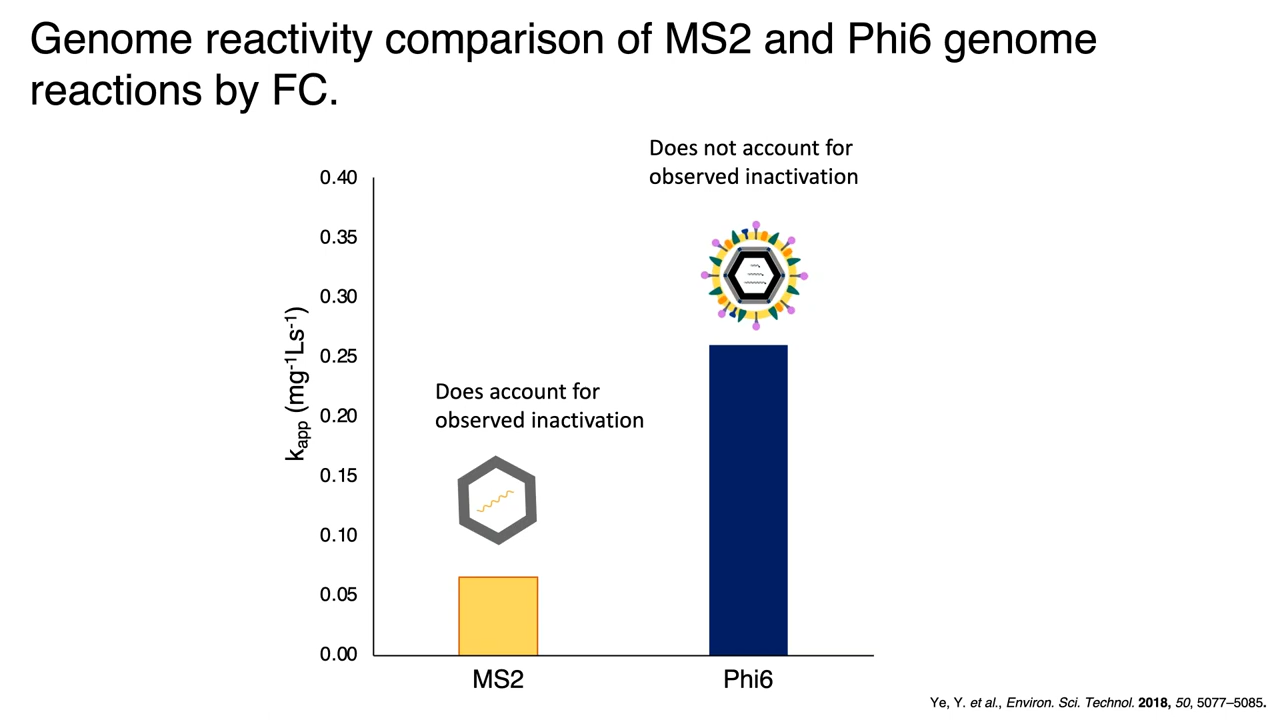 Genome reactivity comparison of MS2 and Phi6 genome
reactions by FC.
Does not account for
observed inactivation
0.40
0.35
0.30
0.25
0.20
0.15
0.10
0.05
0.00
kapp (mg-1Ls-1)
Does account for
observed inactivation
MS2
Phi6
Ye, Y. et al., Environ. Sci. Technol. 2018, 50, 5077–5085.